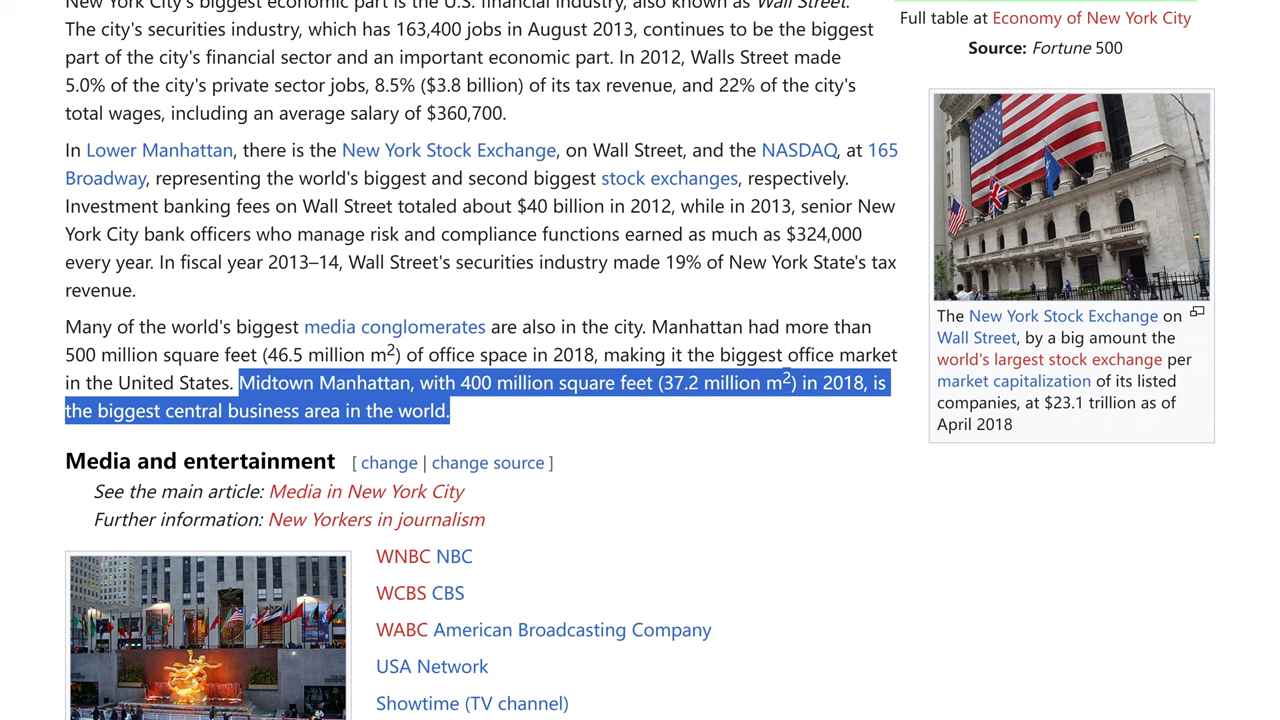 New York City's biggest economic part is the U.S. financial industry, also known as Wall Street.
The city's securities industry, which has 163,400 jobs in August 2013, continues to be the biggest
part of the city's financial sector and an important economic part. In 2012, Walls Street made
5.0% of the city's private sector jobs, 8.5% ($3.8 billion) of its tax revenue, and 22% of the city's
total wages, including an average salary of $360,700.
In Lower Manhattan, there is the New York Stock Exchange, on Wall Street, and the NASDAQ, at 165
Broadway, representing the world's biggest and second biggest stock exchanges, respectively.
Investment banking fees on Wall Street totaled about $40 billion in 2012, while in 2013, senior New
York City bank officers who manage risk and compliance functions earned as much as $324,000
every year. In fiscal year 2013–14, Wall Street's securities industry made 19% of New York State's tax
revenue.
Many of the world's biggest media conglomerates are also in the city. Manhattan had more than
500 million square feet (46.5 million m2) of office space in 2018, making it the biggest office market
in the United States. Midtown Manhattan, with 400 million square feet (37.2 million m2) in 2018, is
the biggest central business area in the world.
Full table at Economy of New York City
Source: Fortune 500
The New York Stock Exchange on
Wall Street, by a big amount the
world's largest stock exchange per
market capitalization of its listed
companies, at $23.1 trillion as of
April 2018
Media and entertainment [ change | change source ]
See the main article: Media in New York City
Further information: New Yorkers in journalism
WNBC NBC
WCBS CBS
WABC American Broadcasting Company
USA Network
Showtime (TV channel)